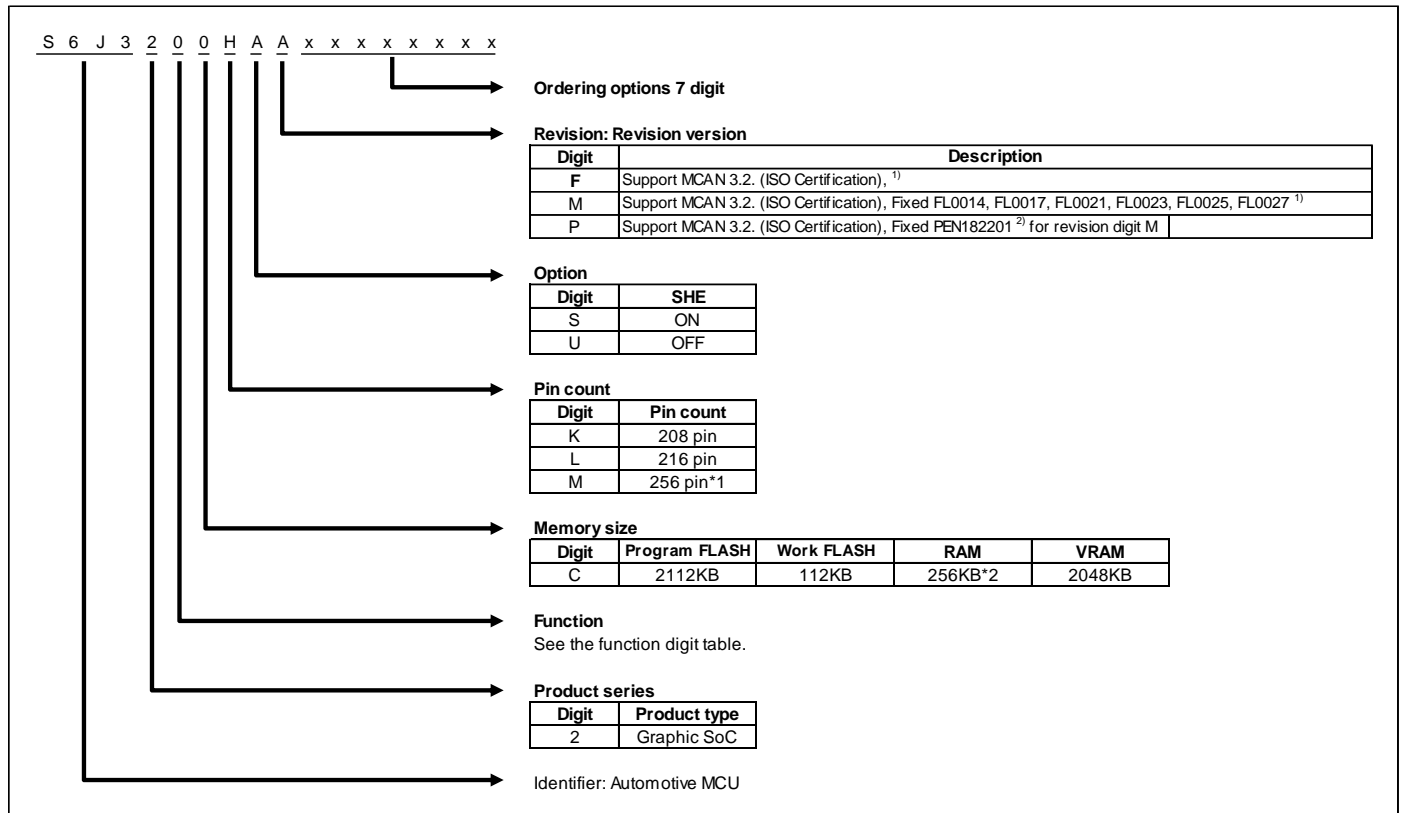 S 6 J 3 2 0 0 H A A x x x x x x x x
Ordering options 7 digit
Revision: Revision version
Digit Description
F Support MCAN 3.2. (ISO Certification), 1)
M Support MCAN 3.2. (ISO Certification), Fixed FL0014, FL0017, FL0021, FL0023, FL0025, FL0027 1)
P Support MCAN 3.2. (ISO Certification), Fixed PEN182201 2) for revision digit M
Option
Digit SHE
S ON
U OFF
Pin count
Digit Pin count
K 208 pin
L 216 pin
M 256 pin*1
Memory size
Digit Program FLASH Work FLASH RAM VRAM
C 2112KB 112KB 256KB*2 2048KB
Function
See the function digit table.
Product series
Digit Product type
2 Graphic SoC
Identifier: Automotive MCU